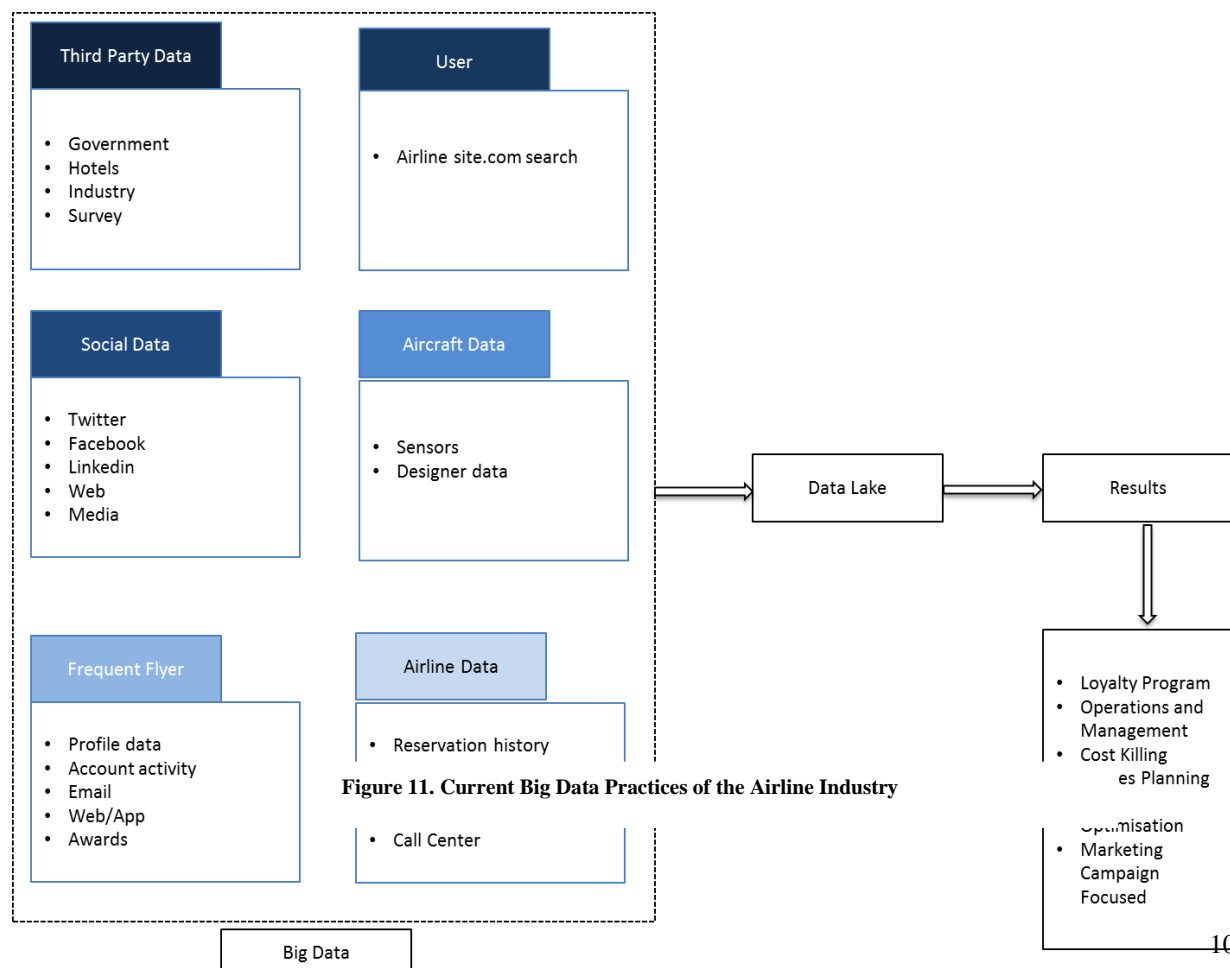 Third Party Data
• Government
• Hotels
• Industry
• Survey
User
• Airline site.com search
Social Data
• Twitter
• Facebook
• Linkedin
• Web
• Media
Aircraft Data
• Sensors
• Designer data
Frequent Flyer
• Profile data
• Account activity
• Email
• Web/App
• Awards
Airline Data
• Reservation history
• Call Center
Big Data
Data Lake
Results
• Loyalty Program
• Operations and
Management
• Cost Killing
es Planning
Optimisation
• Marketing
Campaign
Focused
Figure 11. Current Big Data Practices of the Airline Industry
10